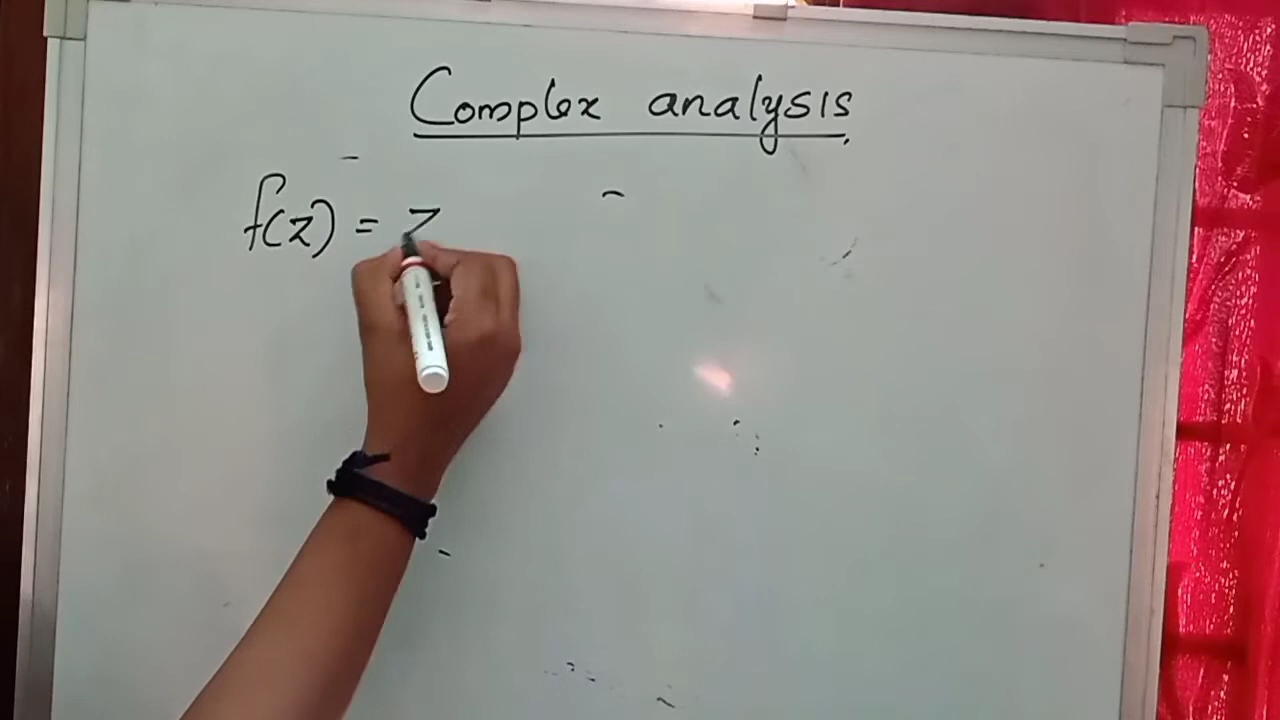 Complex analysis.
f(z) = z